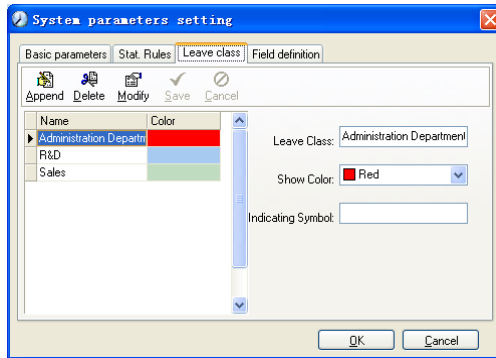 System parameters setting
Basic parameters Stat. Rules Leave class Field definition
Append Delete Modify Save Cancel
Name Color
Administration Departm
R&D
Sales
Leave Class: Administration Department
Show Color: Red
Indicating Symbol:
OK Cancel